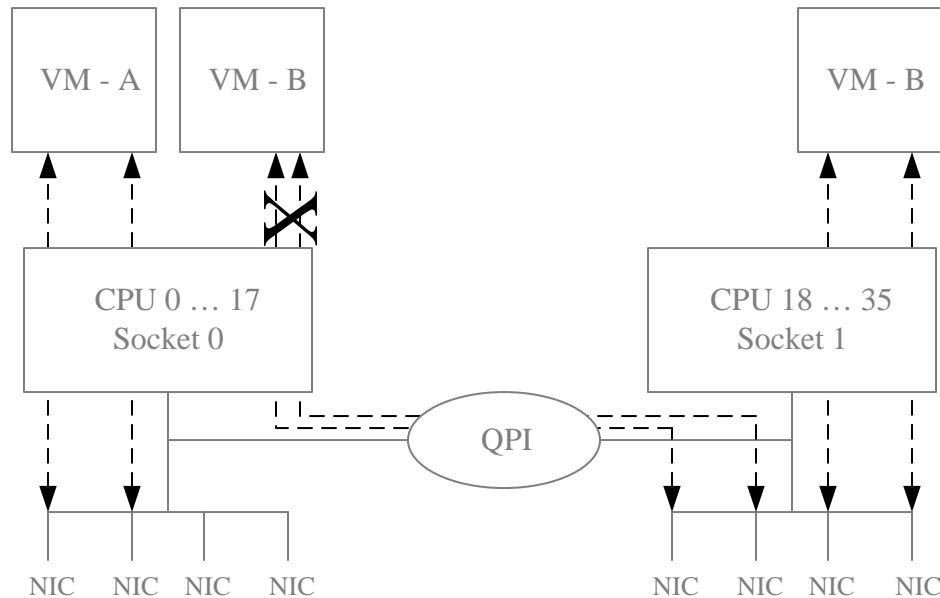 VM - A
VM - B
VM - B
X
CPU 0 … 17
Socket 0
CPU 18 … 35
Socket 1
QPI
NIC
NIC
NIC
NIC
NIC
NIC
NIC
NIC